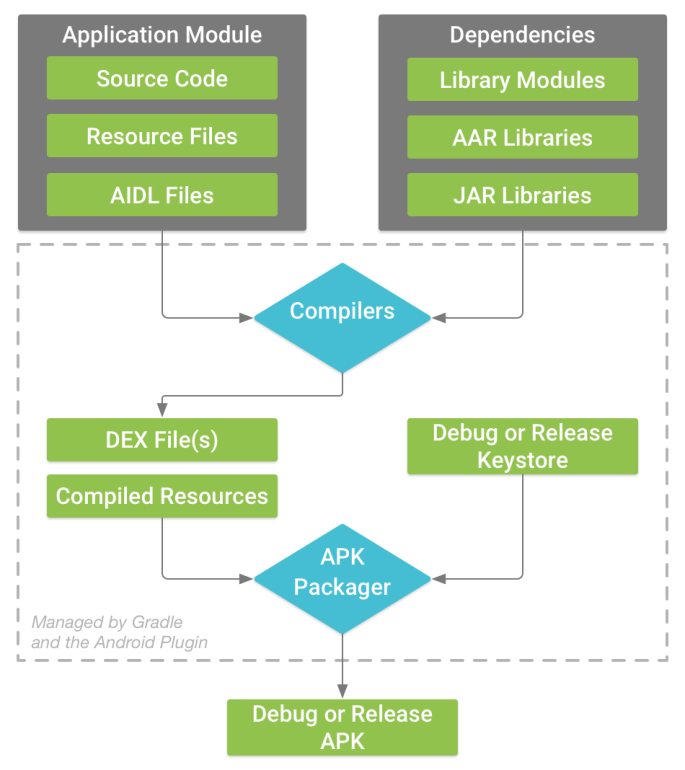 Application Module
Source Code
Resource Files
AIDL Files
Dependencies
Library Modules
AAR Libraries
JAR Libraries
Compilers
DEX File(s)
Compiled Resources
Debug or Release
Keystore
APK
Packager
Managed by Gradle
and the Android Plugin
Debug or Release
APK